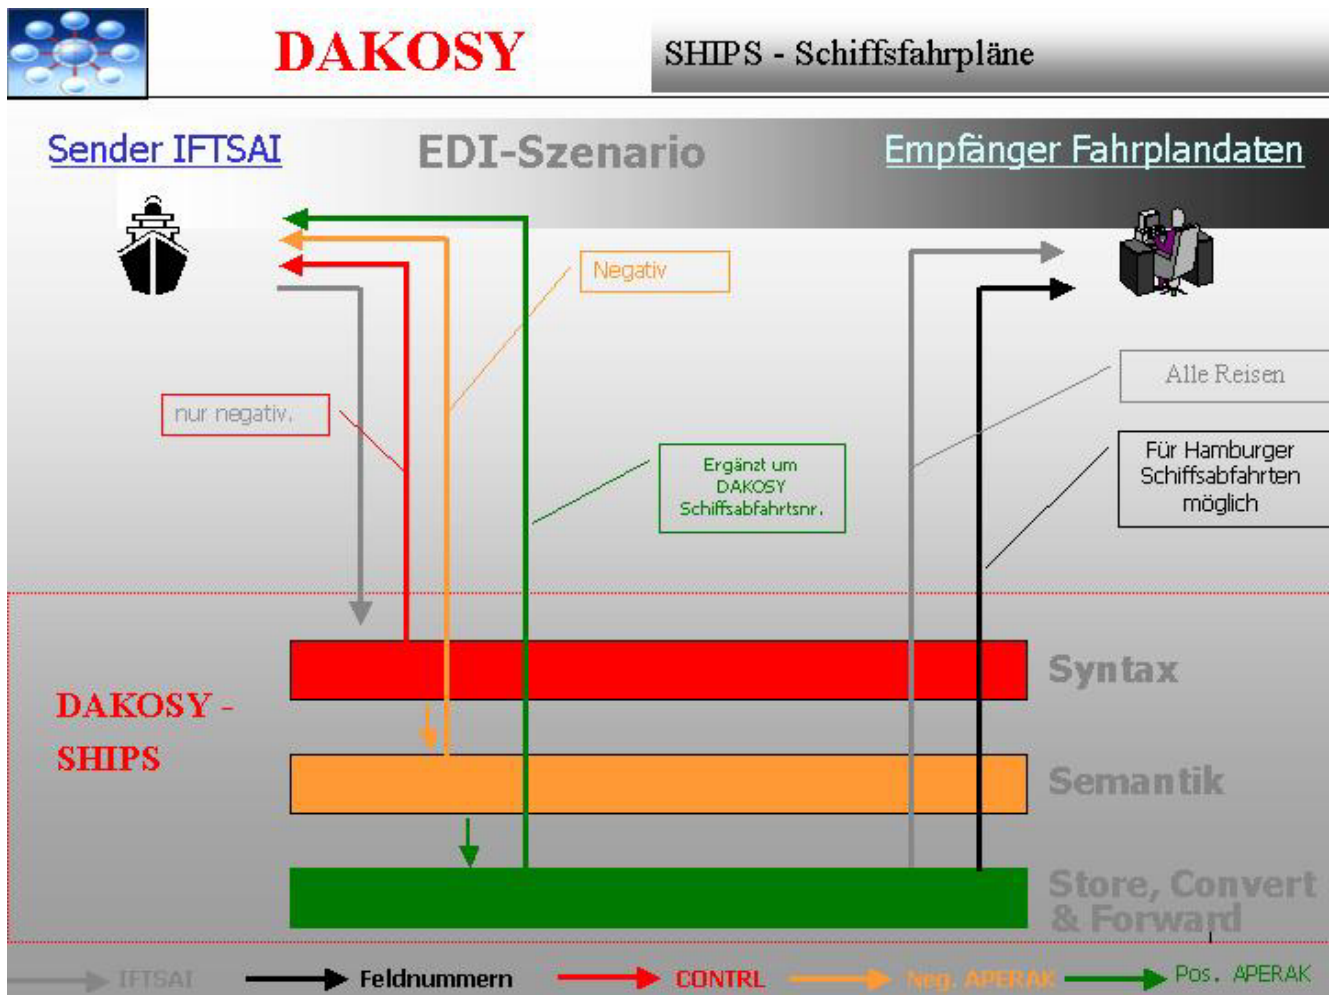 DAKOSY
SHIPS - Schiffsfahrpläne
Sender IFTSAI
EDI-Szenario
Empfänger Fahrplandaten
Negativ
nur negativ.
Alle Reisen
Ergänzt um
DAKOSY
Schiffsabfahrtsnr.
Für Hamburger
Schiffsabfahrten
möglich
Syntax
DAKOSY -
SHIPS
Semantik
Store, Convert
& Forward
IFTSAI
Feldnummern
CONTRL
Neg. APERAK
Pos. APERAK